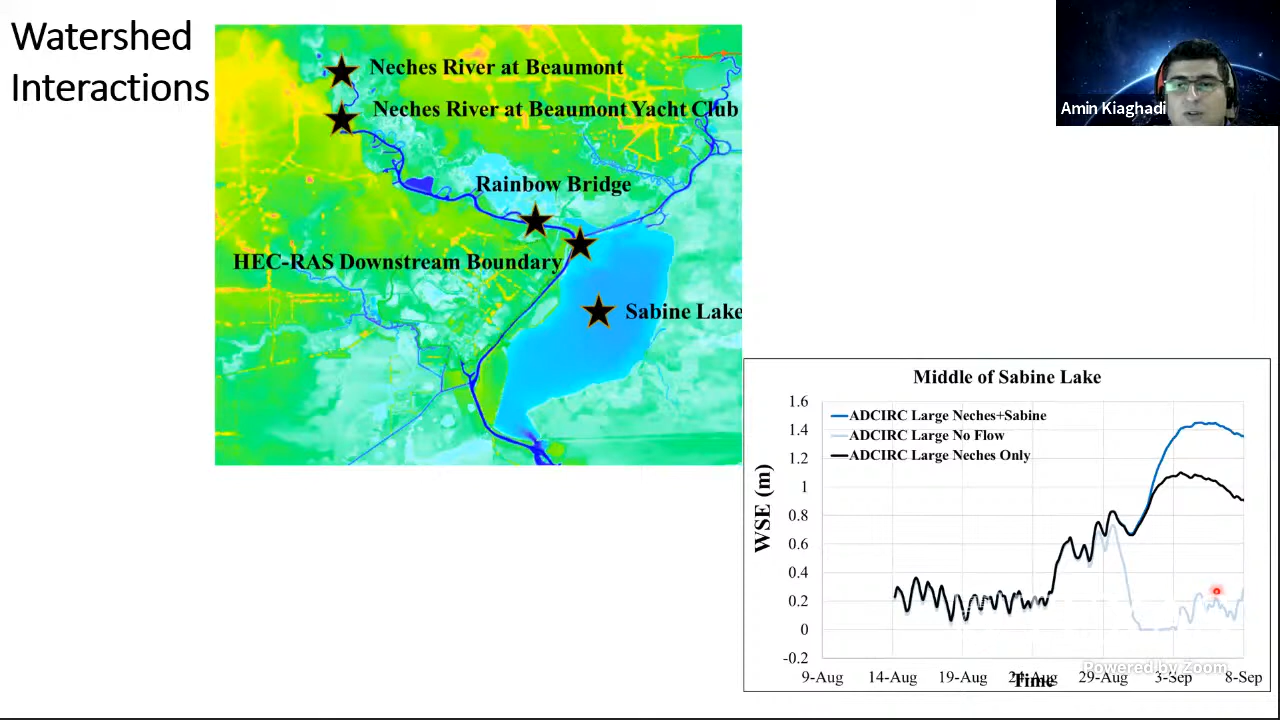 Watershed
Interactions
Neches River at Beaumont
Neches River at Beaumont Yacht Club
Rainbow Bridge
HEC-RAS Downstream Boundary
Sabine Lake
Amin Kiaghadi
Middle of Sabine Lake
1.6
1.4
1.2
1
0.8
0.6
0.4
0.2
0
-0.2
WSE (m)
ADCIRC Large Neches+Sabine
ADCIRC Large No Flow
ADCIRC Large Neches Only
9-Aug 14-Aug 19-Aug 24-Aug 29-Aug 3-Sep 8-Sep
Time
Powered by Zoom